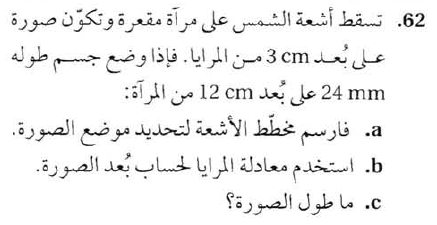 62. تسقط أشعة الشمس على مرآة مقعرة وتكوّن صورة
على بُعد 3 cm من المرايا. فإذا وضع جسم طوله
24 mm على بُعد 12 cm من المرآة:
a. فارسم مخطّط الأشعة لتحديد موضع الصورة.
b. استخدم معادلة المرايا لحساب بُعد الصورة.
c. ما طول الصورة؟